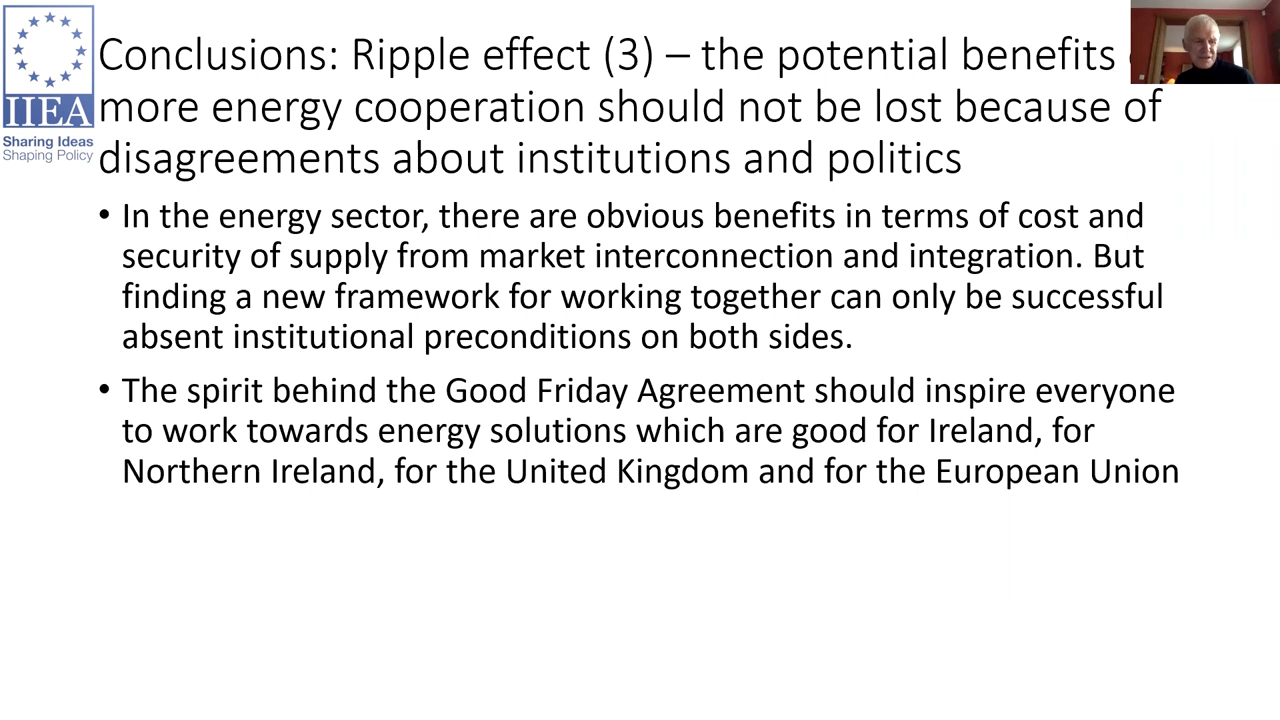 IIEA
Sharing Ideas
Shaping Policy
Conclusions: Ripple effect (3) – the potential benefits
more energy cooperation should not be lost because of
disagreements about institutions and politics
• In the energy sector, there are obvious benefits in terms of cost and
security of supply from market interconnection and integration. But
finding a new framework for working together can only be successful
absent institutional preconditions on both sides.
• The spirit behind the Good Friday Agreement should inspire everyone
to work towards energy solutions which are good for Ireland, for
Northern Ireland, for the United Kingdom and for the European Union